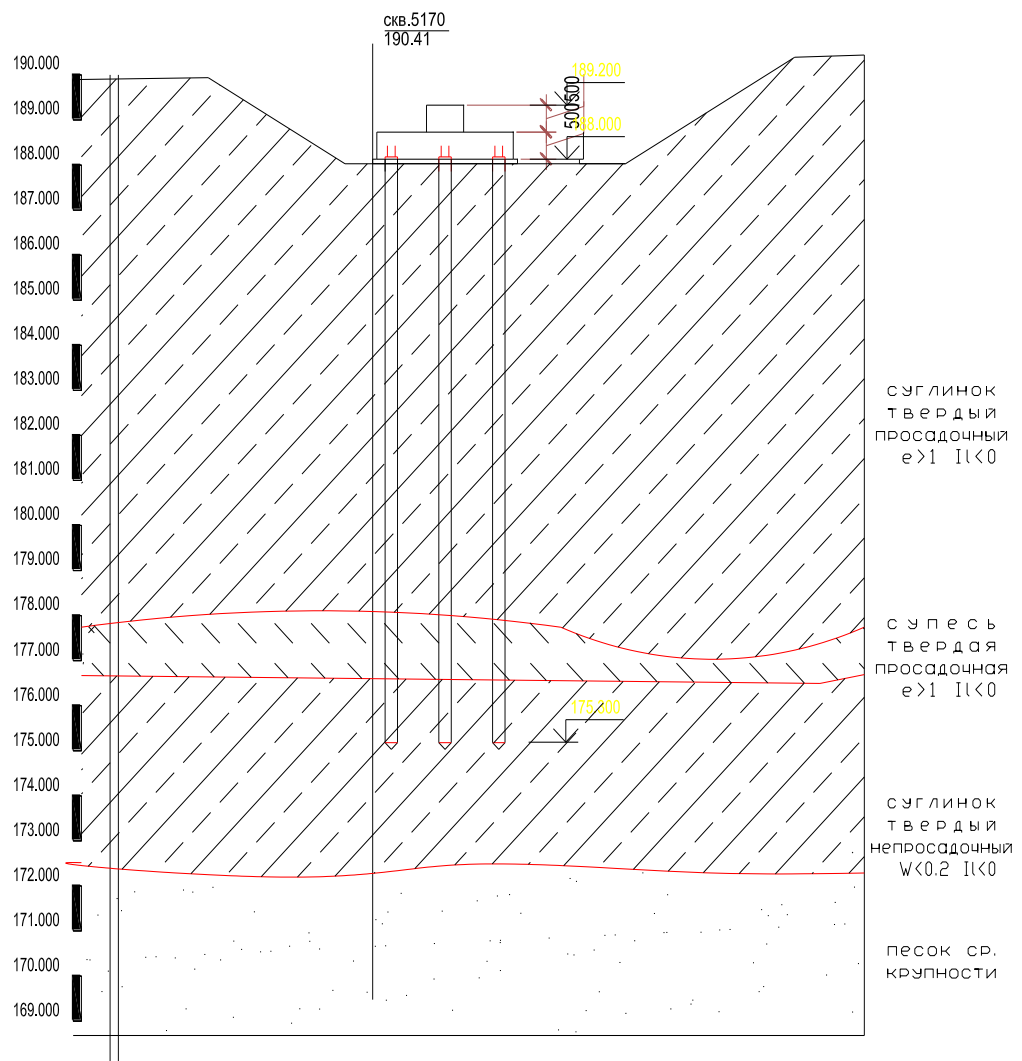 скв.5170
190.41
190.000
189.000
188.000
187.000
186.000
185.000
184.000
183.000
182.000
181.000
180.000
179.000
178.000
177.000
176.000
175.000
174.000
173.000
172.000
171.000
170.000
169.000
189.200
500
500
188.000
175.300
суглинок
твердый
просадочный
e>1 Il<0
супесь
твердая
просадочная
e>1 Il<0
суглинок
твердый
непросадочный
W<0.2 Il<0
песок ср.
крупности